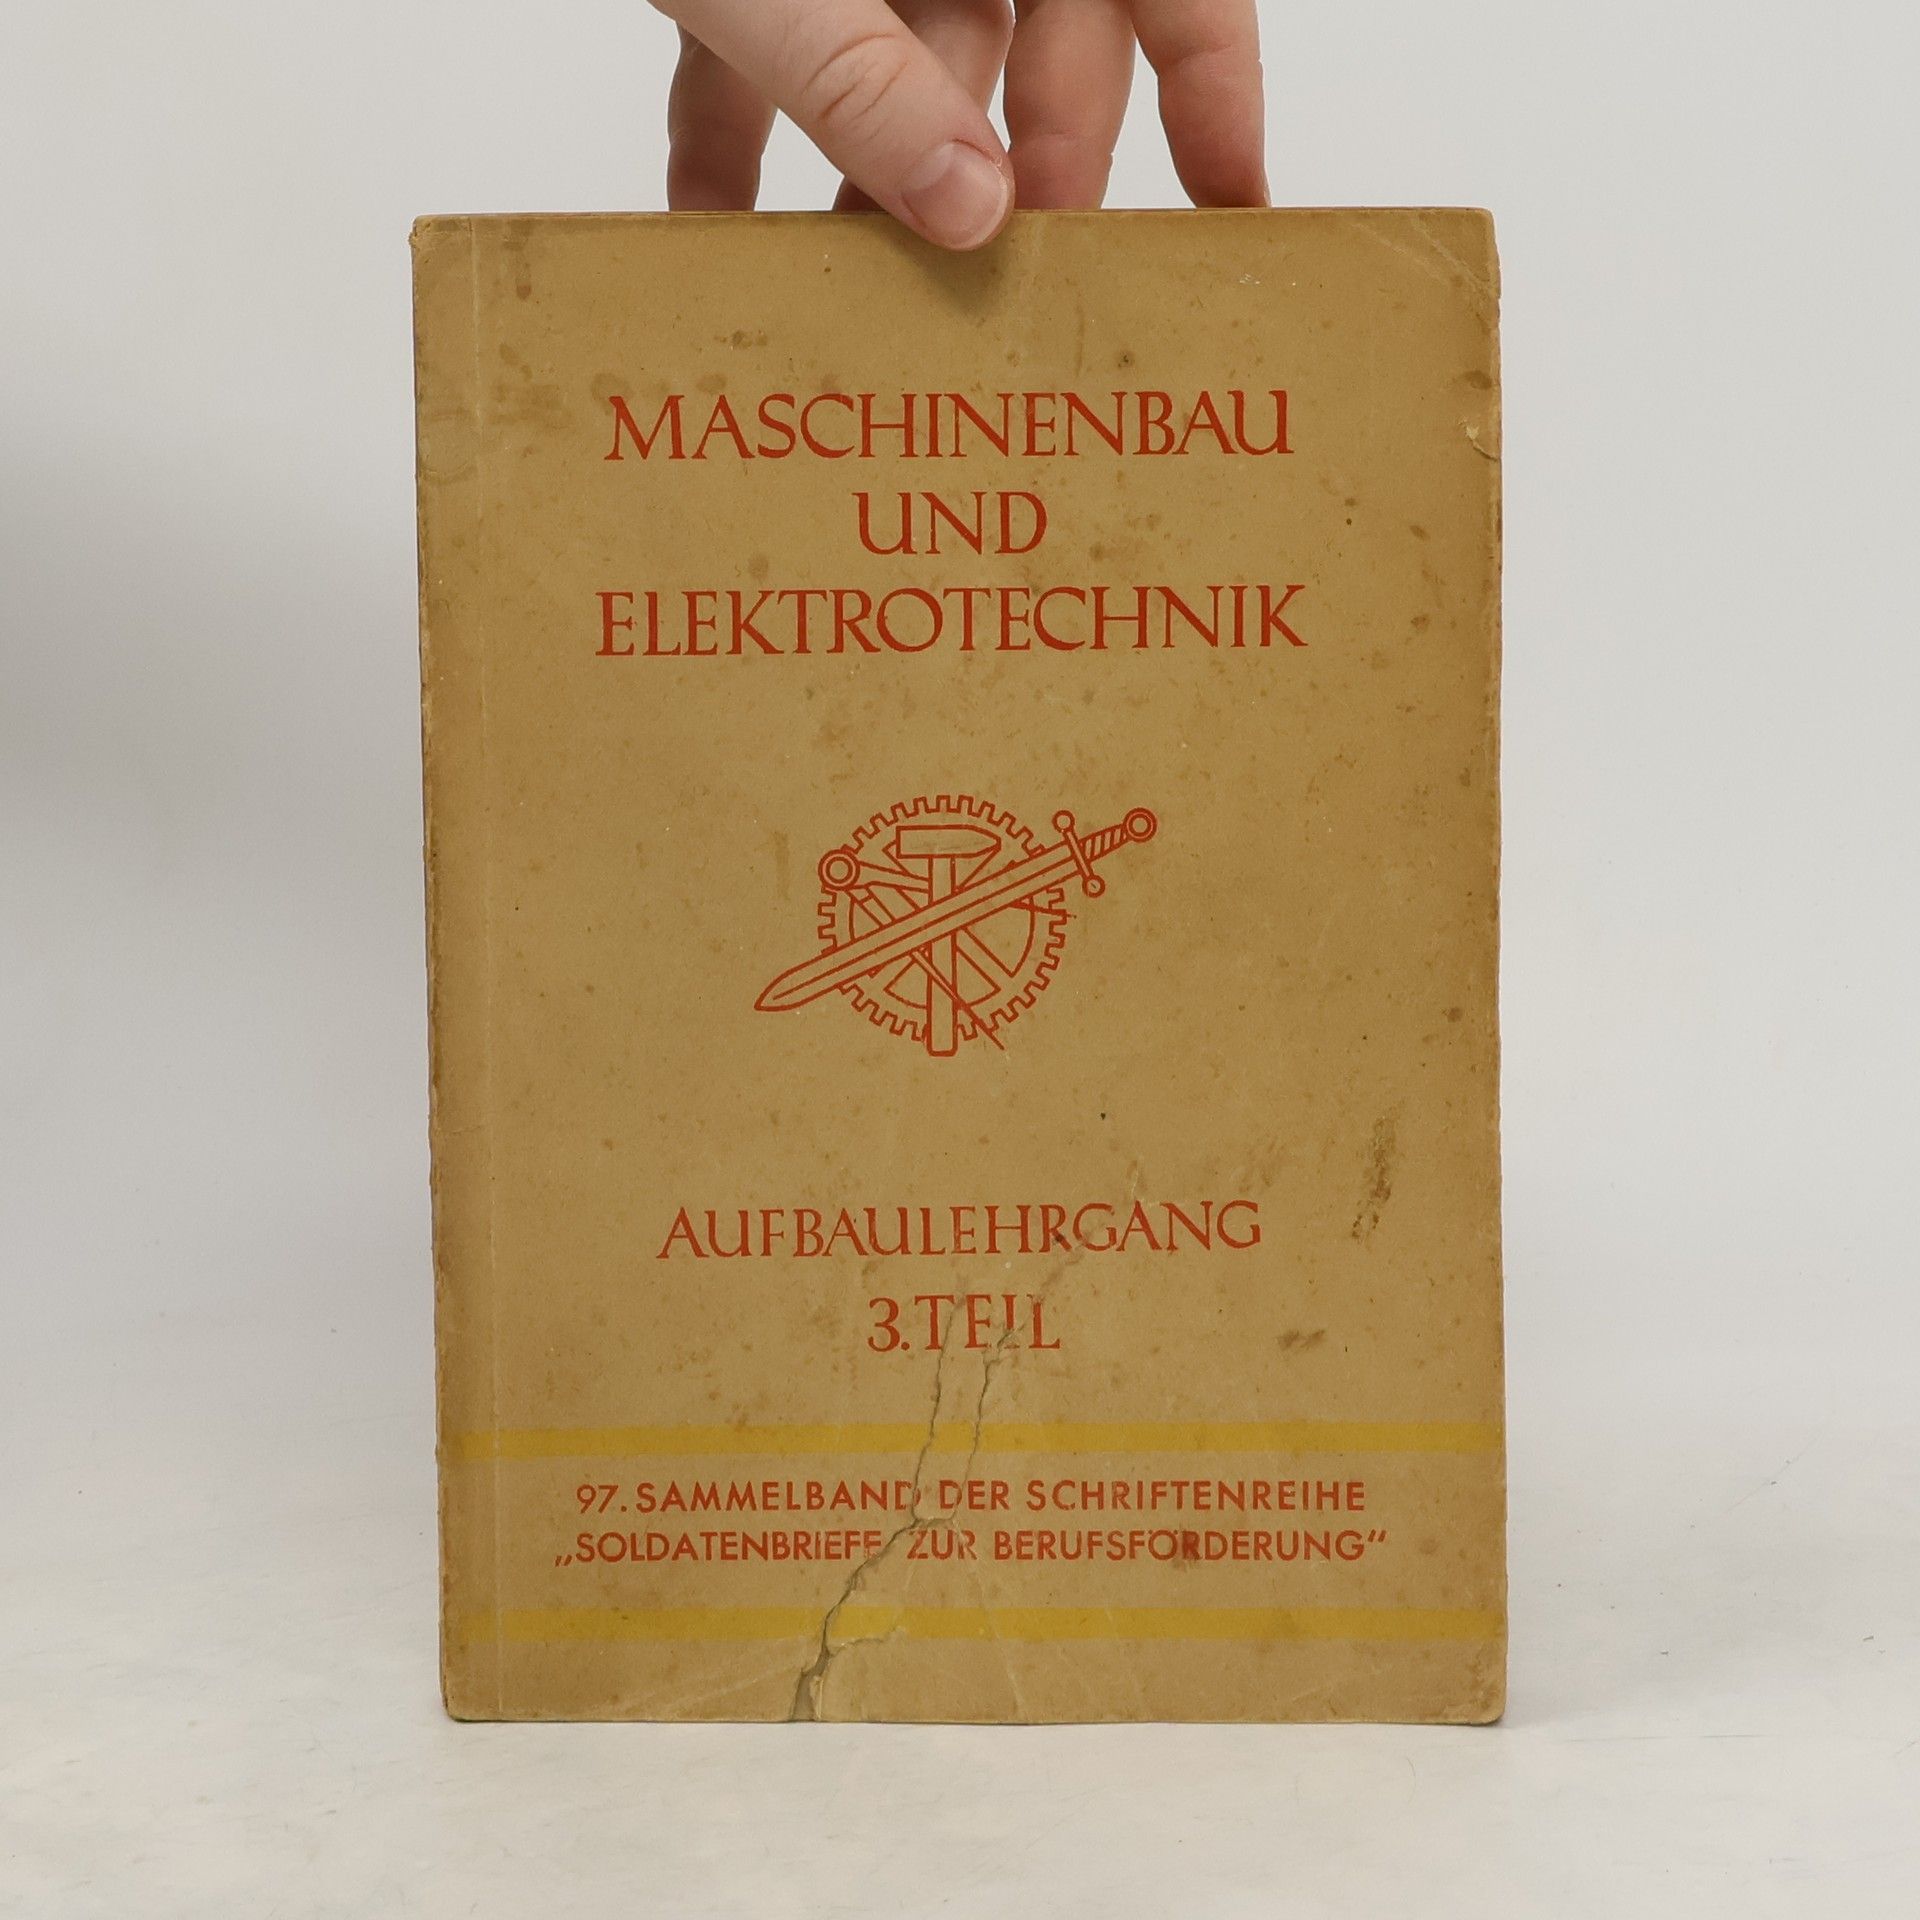 MASCHINENBAU
UND
ELEKTROTECHNIK
AUFBAULEHRGANG
3. TEIL
97. SAMMELBAND DER SCHRIFTENREIHE
„SOLDATENBRIEFE ZUR BERUFSFÖRDERUNG“